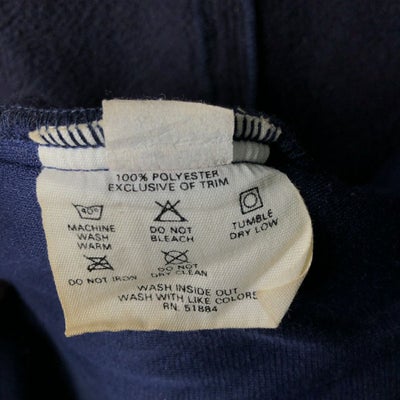 100% POLYESTER
EXCLUSIVE OF TRIM
40°
MACHINE WASH WARM
DO NOT BLEACH
TUMBLE DRY LOW
DO NOT IRON
DO NOT DRY CLEAN
WASH INSIDE OUT
WASH WITH LIKE COLORS
RN: 51884